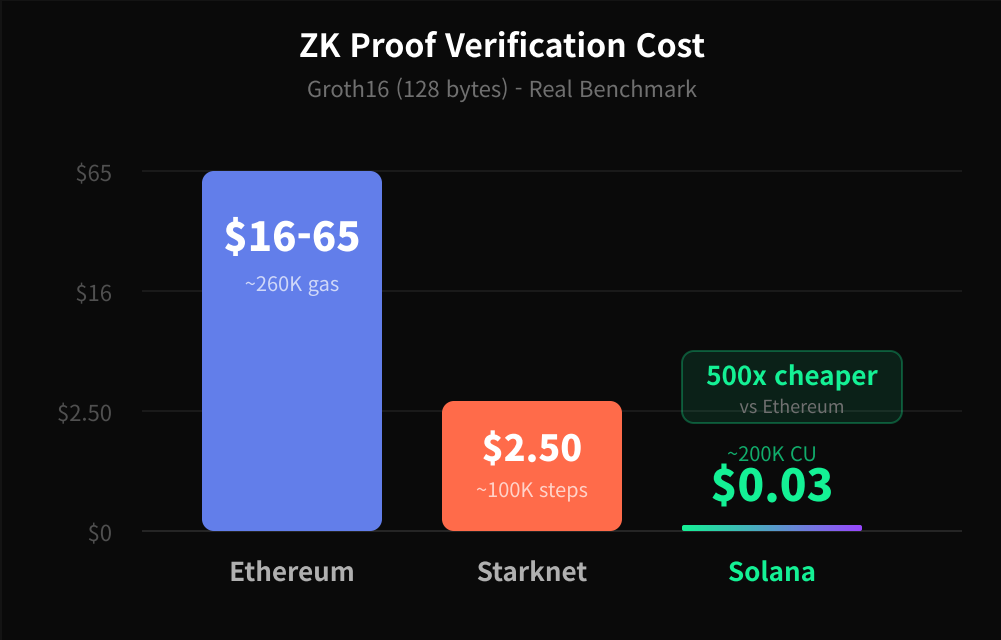 ZK Proof Verification Cost
Groth16 (128 bytes) - Real Benchmark
$65
$16
$2.50
$0
$16-65
~260K gas
$2.50
~100K steps
500x cheaper
vs Ethereum
~200K CU
$0.03
Ethereum
Starknet
Solana